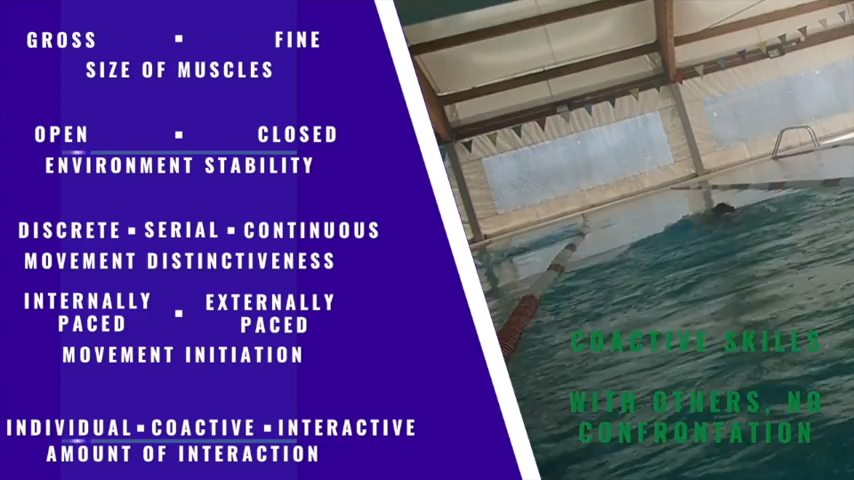 GROSS ▪ FINE
SIZE OF MUSCLES
OPEN ▪ CLOSED
ENVIRONMENT STABILITY
DISCRETE ▪ SERIAL ▪ CONTINUOUS
MOVEMENT DISTINCTIVENESS
INTERNALLY PACED ▪ EXTERNALLY PACED
MOVEMENT INITIATION
INDIVIDUAL ▪ COACTIVE ▪ INTERACTIVE
AMOUNT OF INTERACTION
COACTIVE SKILLS
WITH OTHERS, NO
CONFRONTATION